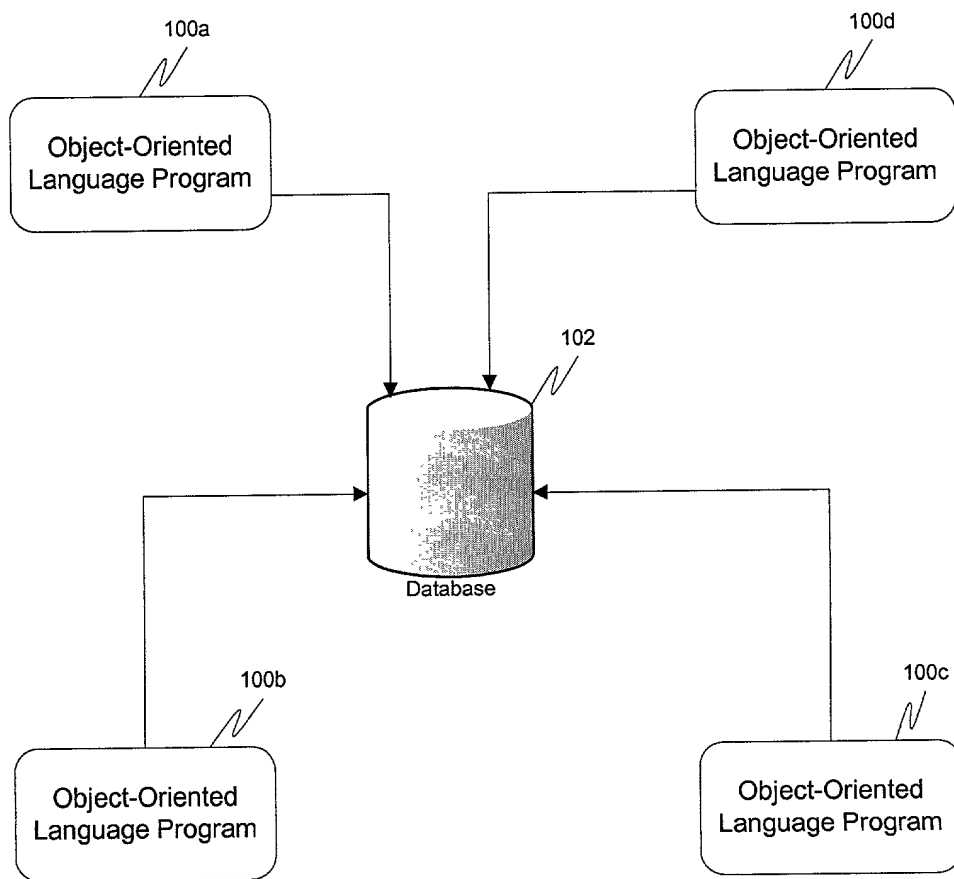 100a
100d
Object-Oriented
Language Program
Object-Oriented
Language Program
102
Database
100b
100c
Object-Oriented
Language Program
Object-Oriented
Language Program